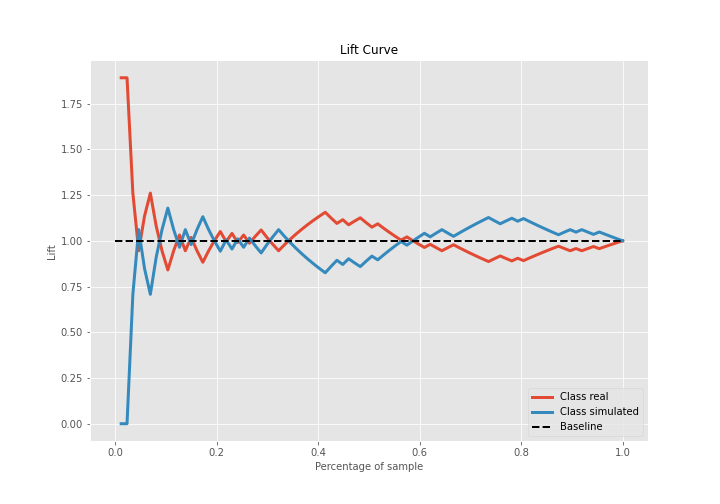 Lift Curve
1.75
1.50
1.25
1.00
0.75
0.50
0.25
0.00
Lift
0.0 0.2 0.4 0.6 0.8 1.0
Percentage of sample
Class real
Class simulated
Baseline